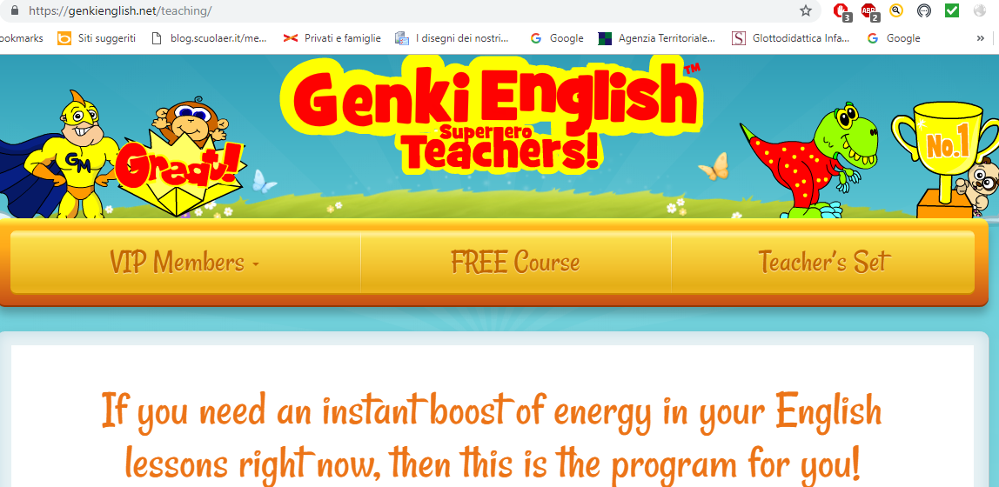 https://genkienglish.net/teaching/
3
2
ookmarks
Siti suggeriti
blog.scuolaer.it/me...
Privati e famiglie
I disegni dei nostri...
Google
Agenzia Territoriale...
S
Glottodidattica Infa...
Google
»
Genki English™
Superhero
Teachers!
GM
Great!
No.1
VIP Members
FREE Course
Teacher's Set
If you need an instant boost of energy in your English
lessons right now, then this is the program for you!